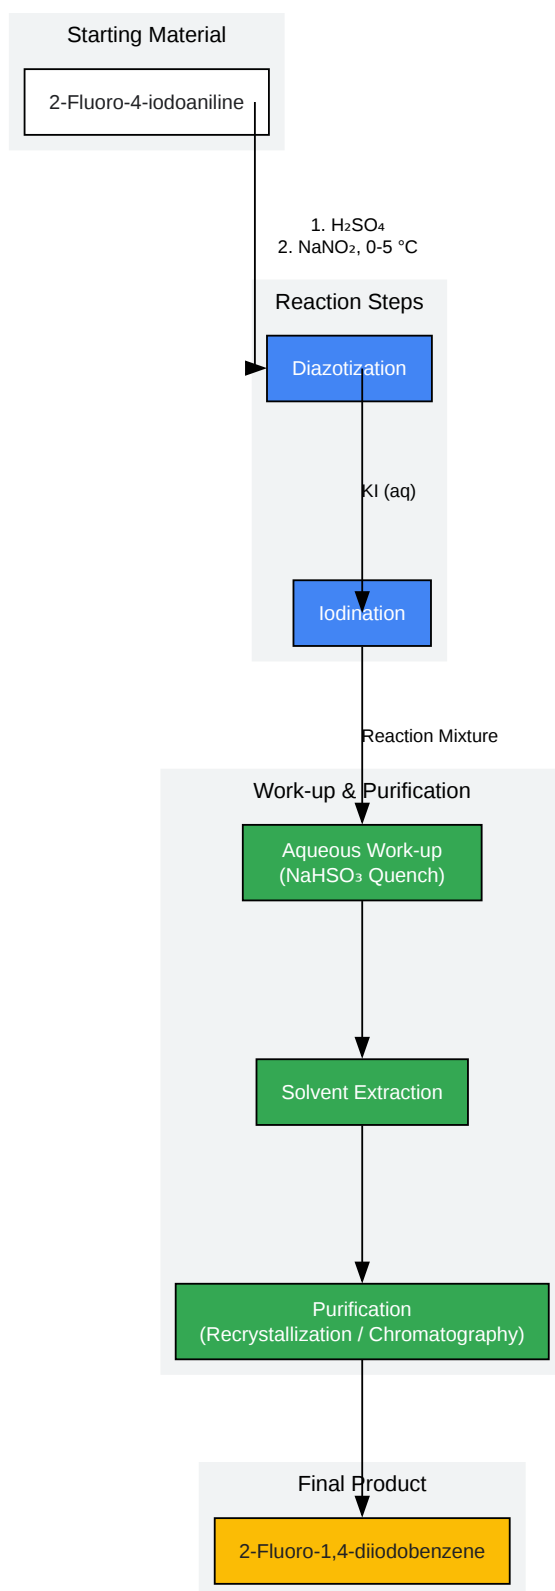 Starting Material
2-Fluoro-4-iodoaniline
1. H₂SO₄
2. NaNO₂, 0-5 °C
Reaction Steps
Diazotization
KI (aq)
Iodination
Reaction Mixture
Work-up & Purification
Aqueous Work-up
(NaHSO₃ Quench)
Solvent Extraction
Purification
(Recrystallization / Chromatography)
Final Product
2-Fluoro-1,4-diiodobenzene